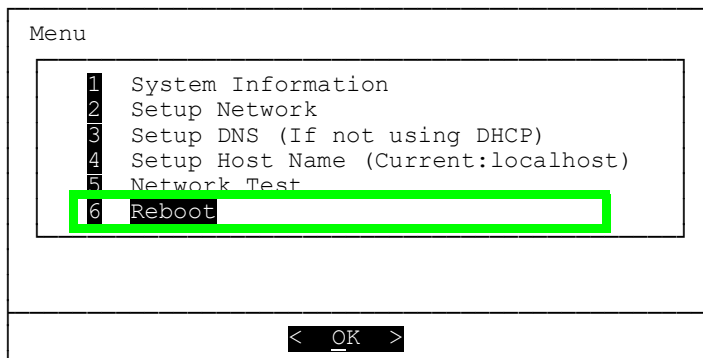 Menu
1 System Information
2 Setup Network
3 Setup DNS (If not using DHCP)
4 Setup Host Name (Current:localhost)
5 Network Test
6 Reboot
< OK >